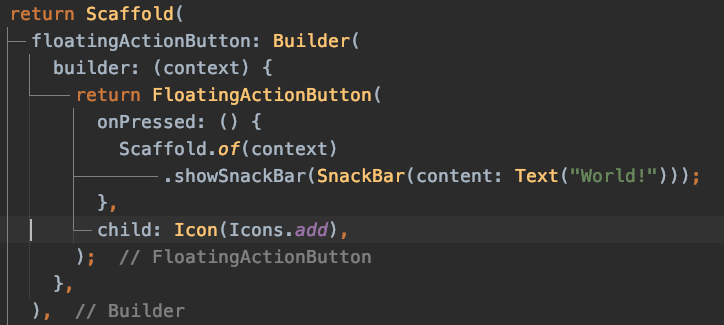 return Scaffold(
floatingActionButton: Builder(
builder: (context) {
return FloatingActionButton(
onPressed: () {
Scaffold.of(context)
.showSnackBar(SnackBar(content: Text("World!")));
},
child: Icon(Icons.add),
); // FloatingActionButton
},
), // Builder